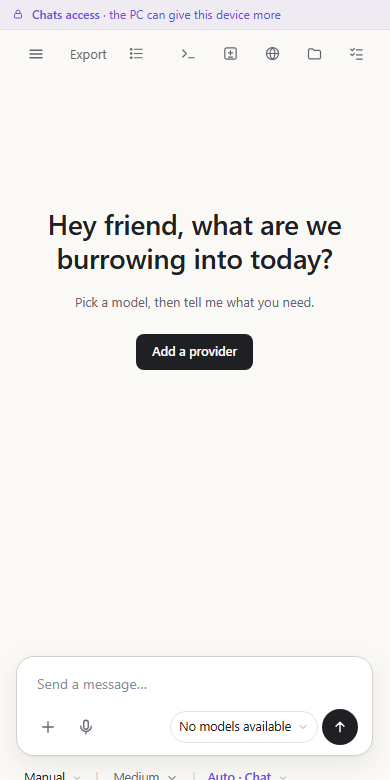 Chats access · the PC can give this device more
Export
Hey friend, what are we
burrowing into today?
Pick a model, then tell me what you need.
Add a provider
Send a message...
No models available
Manual
Medium
Auto · Chat